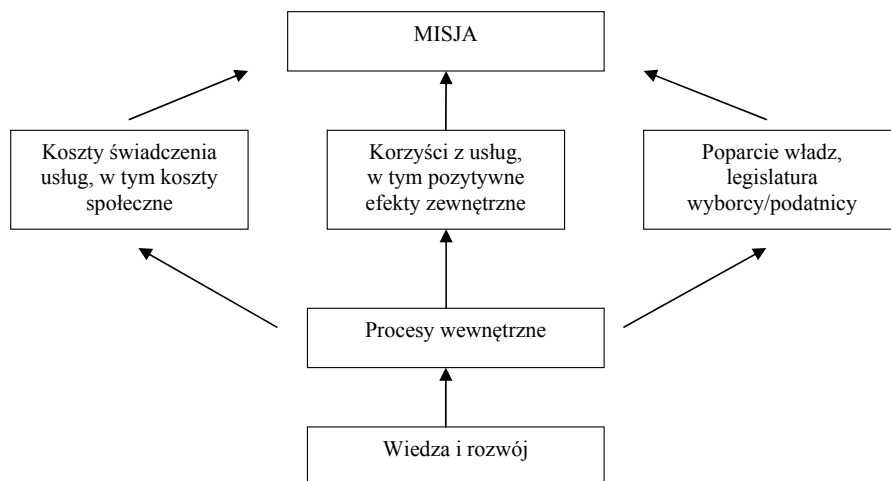 MISJA
Koszty świadczenia
usług, w tym koszty
społeczne
Korzyści z usług,
w tym pozytywne
efekty zewnętrzne
Poparcie władz,
legislatura
wyborcy/podatnicy
Procesy wewnętrzne
Wiedza i rozwój